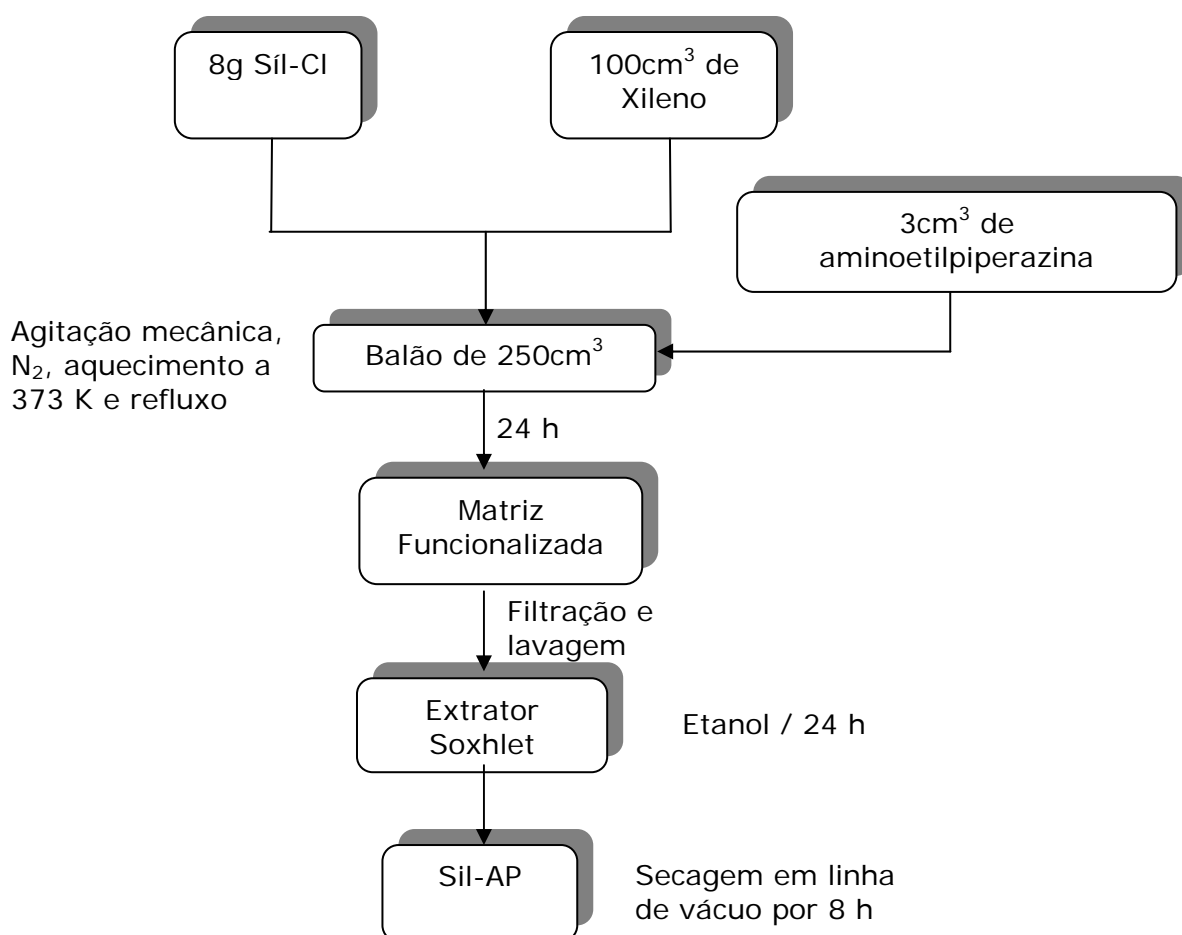 8g Síl-Cl
100cm³ de
Xileno
3cm³ de
aminoetilpiperazina
Agitação mecânica,
N₂, aquecimento a
373 K e refluxo
Balão de 250cm³
24 h
Matriz
Funcionalizada
Filtração e
lavagem
Extrator
Soxhlet
Etanol / 24 h
Sil-AP
Secagem em linha
de vácuo por 8 h